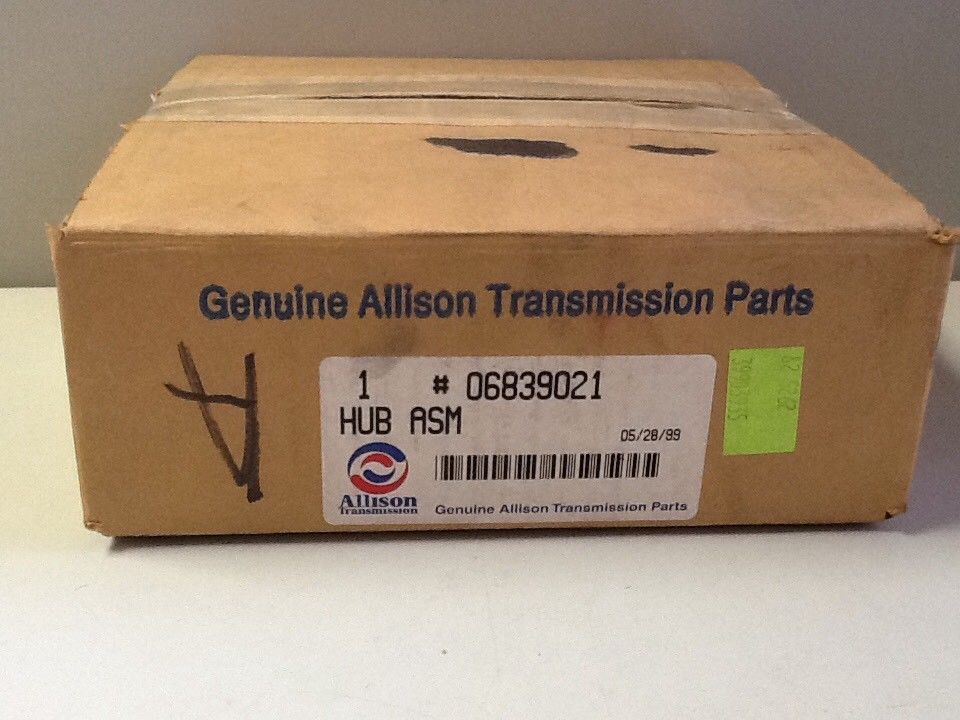 Genuine Allison Transmission Parts
1 # 06839021
HUB ASM
05/28/99
Allison
Transmission
Genuine Allison Transmission Parts
A